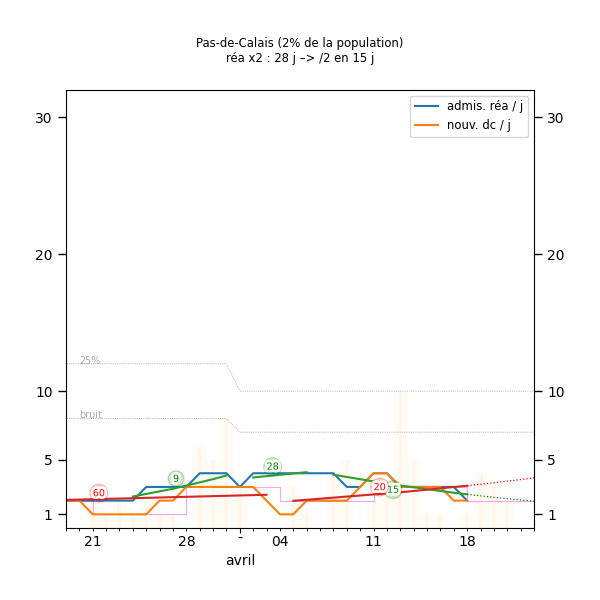 Pas-de-Calais (2% de la population)
réa x2 : 28 j –> /2 en 15 j
admis. réa / j
nouv. dc / j
30 30
20 20
25%
10 10
bruit
5 5
28
9
60 20 15
1 1
21 28 - 04 11 18
avril